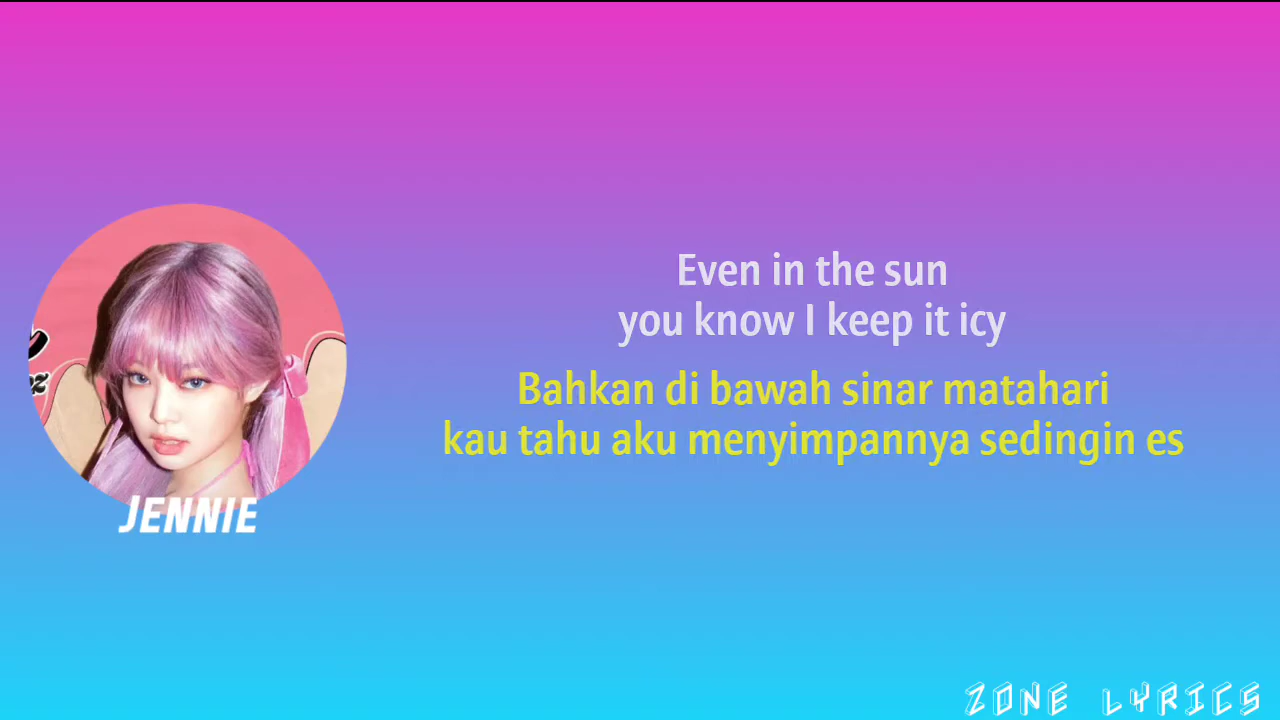 Even in the sun
you know I keep it icy
Bahkan di bawah sinar matahari
kau tahu aku menyimpannya sedingin es
JENNIE
ZONE LYRICS